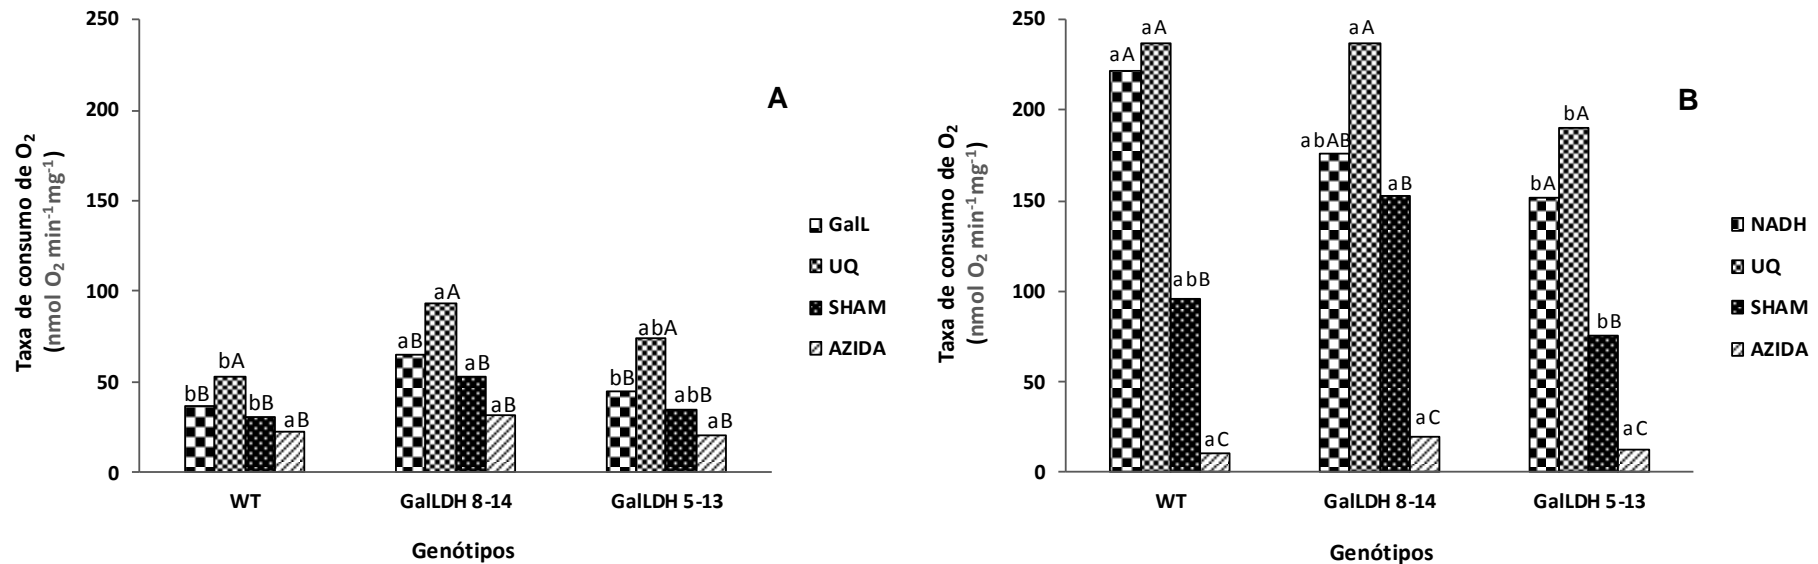 250
200
150
100
50
0
Taxa de consumo de O₂
(nmol O₂ min⁻¹mg⁻¹)
A
bB
bA
bB
aB
aB
aA
aB
aB
bB
abA
abB
aB
WT
GalLDH 8-14
GalLDH 5-13
Genótipos
GalL
UQ
SHAM
AZIDA
250
200
150
100
50
0
Taxa de consumo de O₂
(nmol O₂ min⁻¹mg⁻¹)
B
aA
aA
abB
aC
abAB
aA
aB
aC
bA
bA
bB
aC
WT
GalLDH 8-14
GalLDH 5-13
Genótipos
NADH
UQ
SHAM
AZIDA